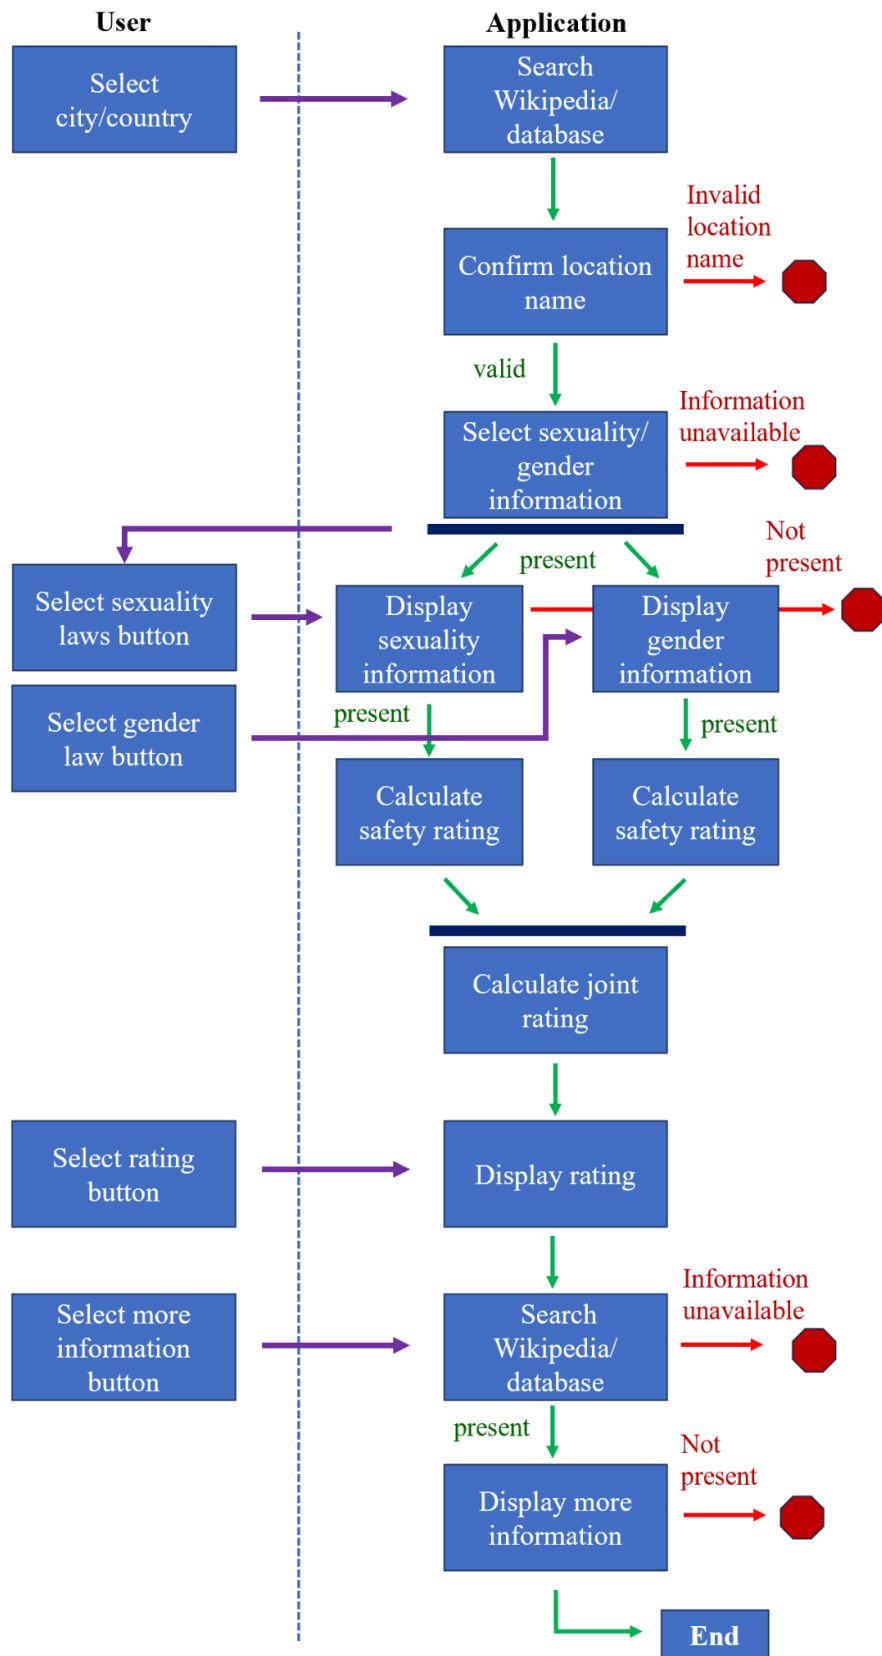 User
Application
Select
city/country
Search
Wikipedia/
database
Invalid
location
name
Confirm location
name
valid
Information
unavailable
Select sexuality/
gender
information
Not
present
present
Select sexuality
laws button
Display
sexuality
information
Display
gender
information
Select gender
law button
present
present
Calculate
safety rating
Calculate
safety rating
Calculate joint
rating
Select rating
button
Display rating
Select more
information
button
Search
Wikipedia/
database
Information
unavailable
present
Not
present
Display more
information
End